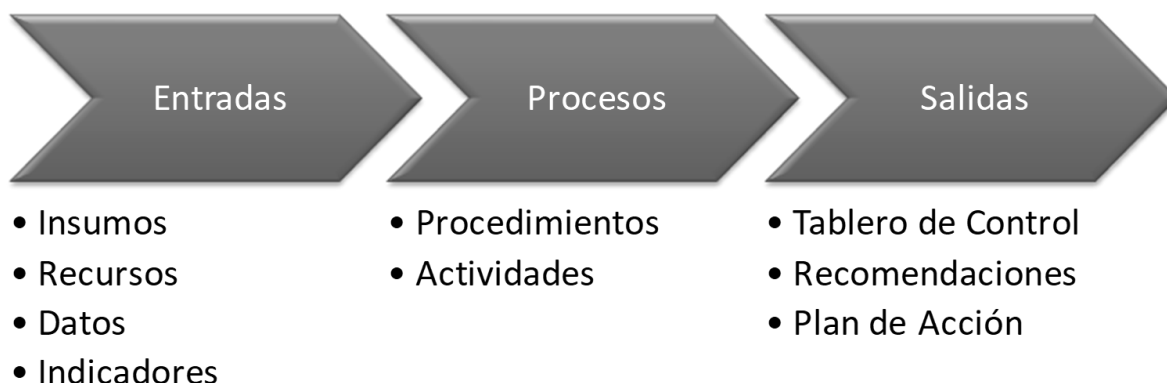 Entradas
• Insumos
• Recursos
• Datos
• Indicadores
Procesos
• Procedimientos
• Actividades
Salidas
• Tablero de Control
• Recomendaciones
• Plan de Acción